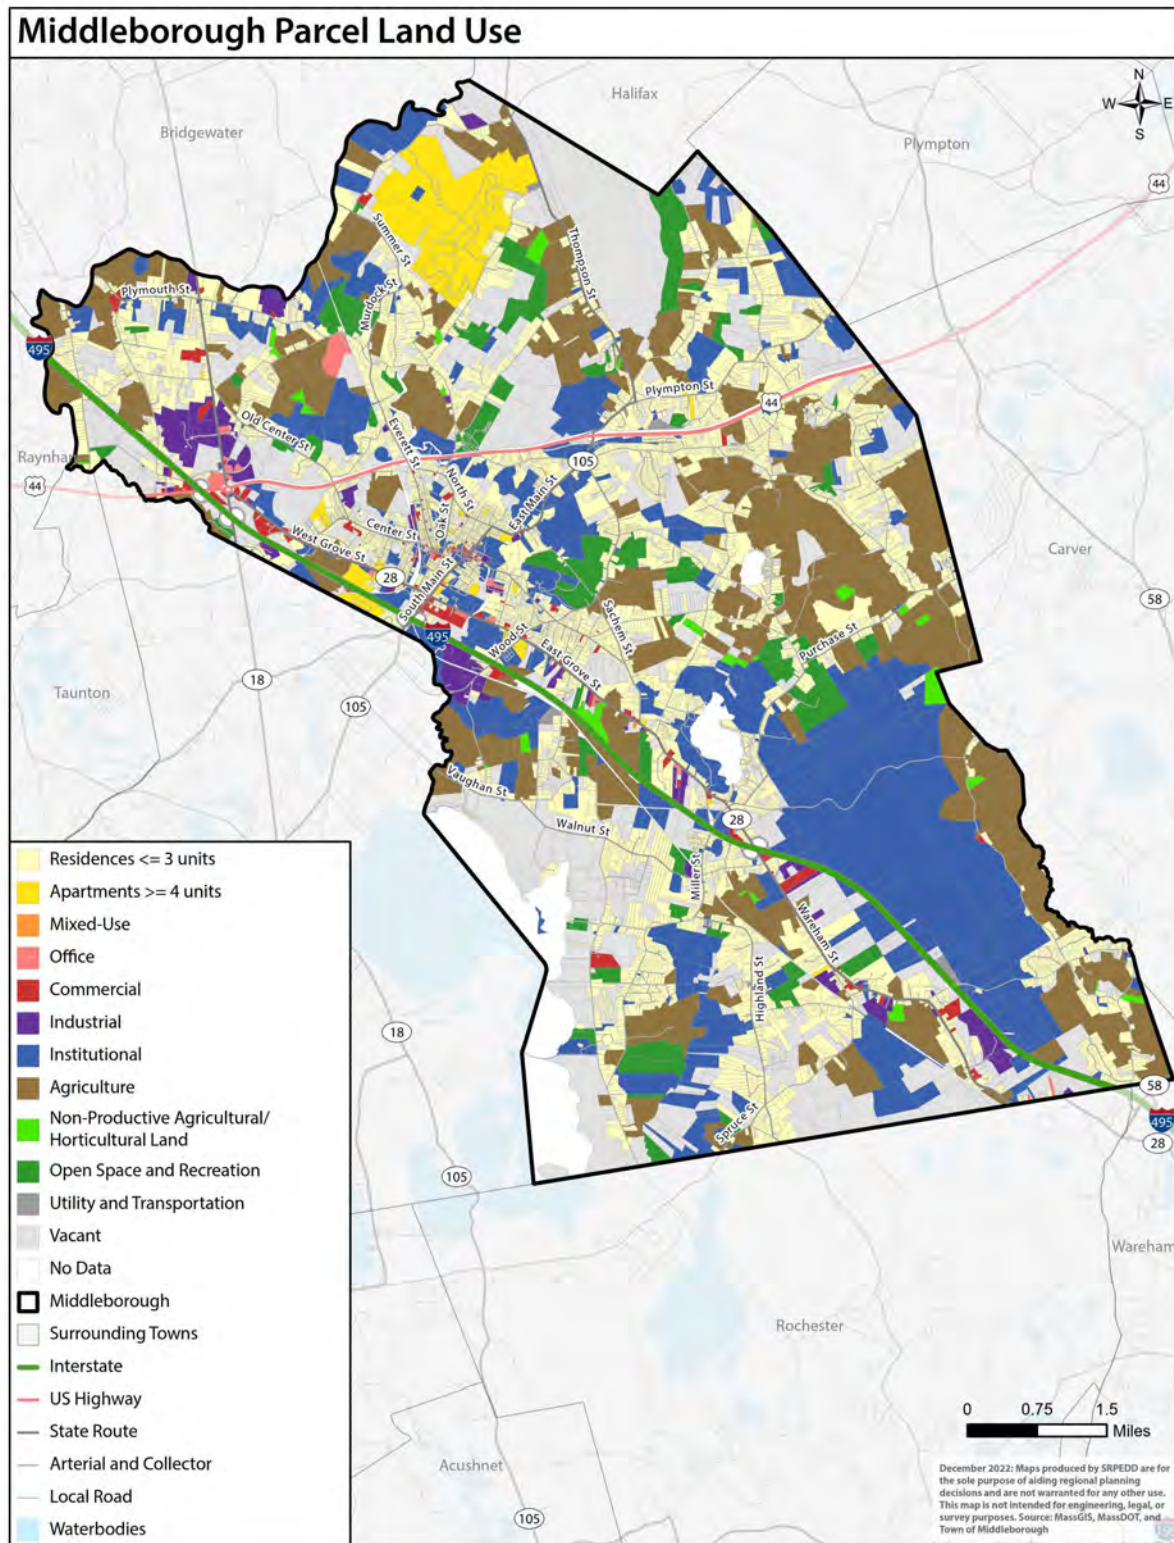 Middleborough Parcel Land Use
Halifax
Bridgewater
Plympton
N
W E
S
44
Summer St
Thompson St
Murdock St
Plymouth St
495
Plympton St
44
Old Center St
Everett St
Raynham
44
105
North St
East Main St
Oak St
Center St
West Grove St
28
South Main St
Carver
58
495
Wood St
East Grove St
Sachem St
Purchase St
18
Taunton
105
Vaughan St
Walnut St
28
Miller St
Wareham St
Highland St
18
Spruce St
58
495
28
105
Wareham
Rochester
Acushnet
105
Residences <= 3 units
Apartments >= 4 units
Mixed-Use
Office
Commercial
Industrial
Institutional
Agriculture
Non-Productive Agricultural/
Horticultural Land
Open Space and Recreation
Utility and Transportation
Vacant
No Data
Middleborough
Surrounding Towns
Interstate
US Highway
State Route
Arterial and Collector
Local Road
Waterbodies
0 0.75 1.5
Miles
December 2022: Maps produced by SRPEDD are for
the sole purpose of aiding regional planning
decisions and are not warranted for any other use.
This map is not intended for engineering, legal, or
survey purposes. Source: MassGIS, MassDOT, and
Town of Middleborough